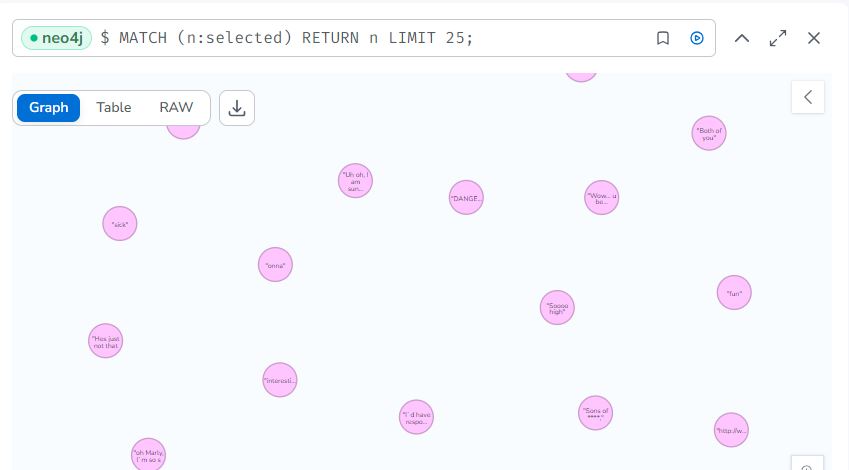 neo4j $ MATCH (n:selected) RETURN n LIMIT 25;
Graph Table RAW
"Both of
you"
"Uh oh, I
am
sun...
"DANGE...
"Wow... u
bo...
"sick"
"onna"
"Soooo
high"
"fun"
"Hes just
not that
"interesti...
"I`d have
respo...
"Sons of
****,"
"http://w...
"oh Marly,
I`m so s